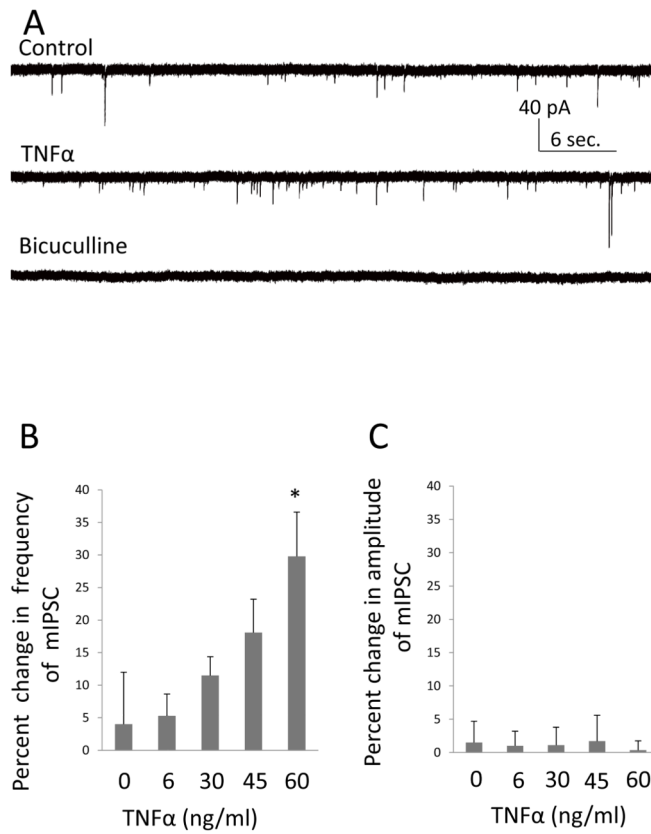 A
Control
40 pA
6 sec.
TNFα
Bicuculline
B
Percent change in frequency
of mIPSC
40
35
30
25
20
15
10
5
0
*
0 6 30 45 60
TNFα (ng/ml)
C
Percent change in amplitude
of mIPSC
40
35
30
25
20
15
10
5
0
0 6 30 45 60
TNFα (ng/ml)